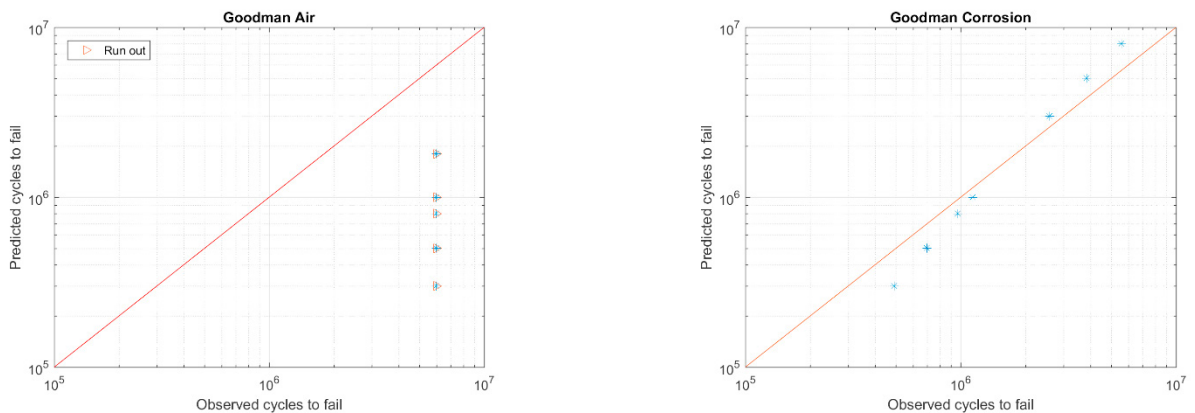 Goodman Air
10^7
Run out
10^6
Predicted cycles to fail
10^5
10^5
10^6
10^7
Observed cycles to fail
Goodman Corrosion
10^7
10^6
Predicted cycles to fail
10^5
10^5
10^6
10^7
Observed cycles to fail